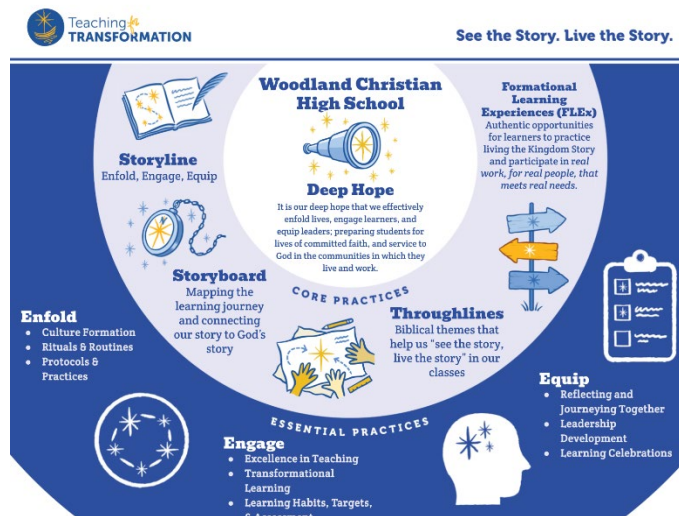 Teaching for
TRANSFORMATION
See the Story. Live the Story.
Woodland Christian
High School
Deep Hope
It is our deep hope that we effectively
enfold lives, engage learners, and
equip leaders; preparing students for
lives of committed faith, and service to
God in the communities in which they
live and work.
CORE PRACTICES
Storyline
Enfold, Engage, Equip
Storyboard
Mapping the
learning journey
and connecting
our story to God's
story
Throughlines
Biblical themes that
help us "see the story,
live the story" in our
classes
Formational
Learning
Experiences (FLEx)
Authentic opportunities
for learners to practice
living the Kingdom Story
and participate in real
work, for real people, that
meets real needs.
ESSENTIAL PRACTICES
Enfold
• Culture Formation
• Rituals & Routines
• Protocols &
Practices
Engage
• Excellence in Teaching
• Transformational
Learning
• Learning Habits, Targets,
& Assessment
Equip
• Reflecting and
Journeying Together
• Leadership
Development
• Learning Celebrations